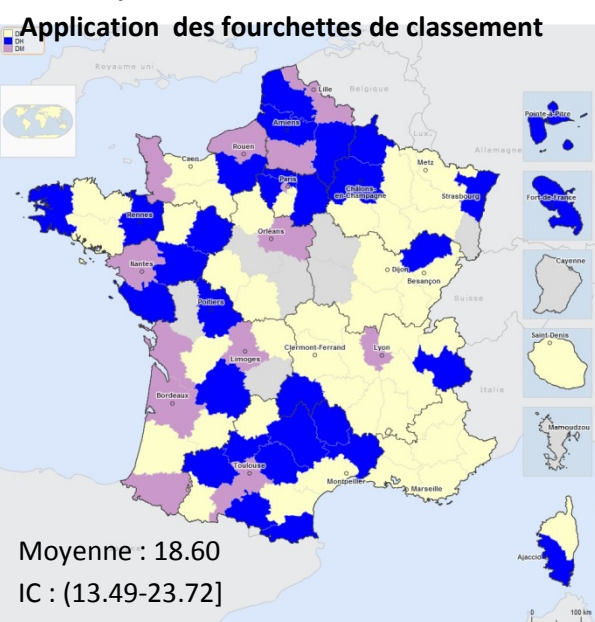 Application des fourchettes de classement
DH
DM
Royaume uni
Belgique
Lille
Amiens
Pointe-à-Pitre
Rouen
Lux.
Allemagne
Caen
Metz
Paris
Châlons-
en-Champagne
Strasbourg
Fort-de-France
Rennes
Orléans
Nantes
Dijon
Besançon
Cayenne
Suisse
Poitiers
Saint-Denis
Clermont-Ferrand
Lyon
Limoges
Italie
Bordeaux
Mamoudzou
Toulouse
Montpellier
Marseille
Moyenne : 18.60
Ajaccio
IC : (13.49-23.72]
0 100 km